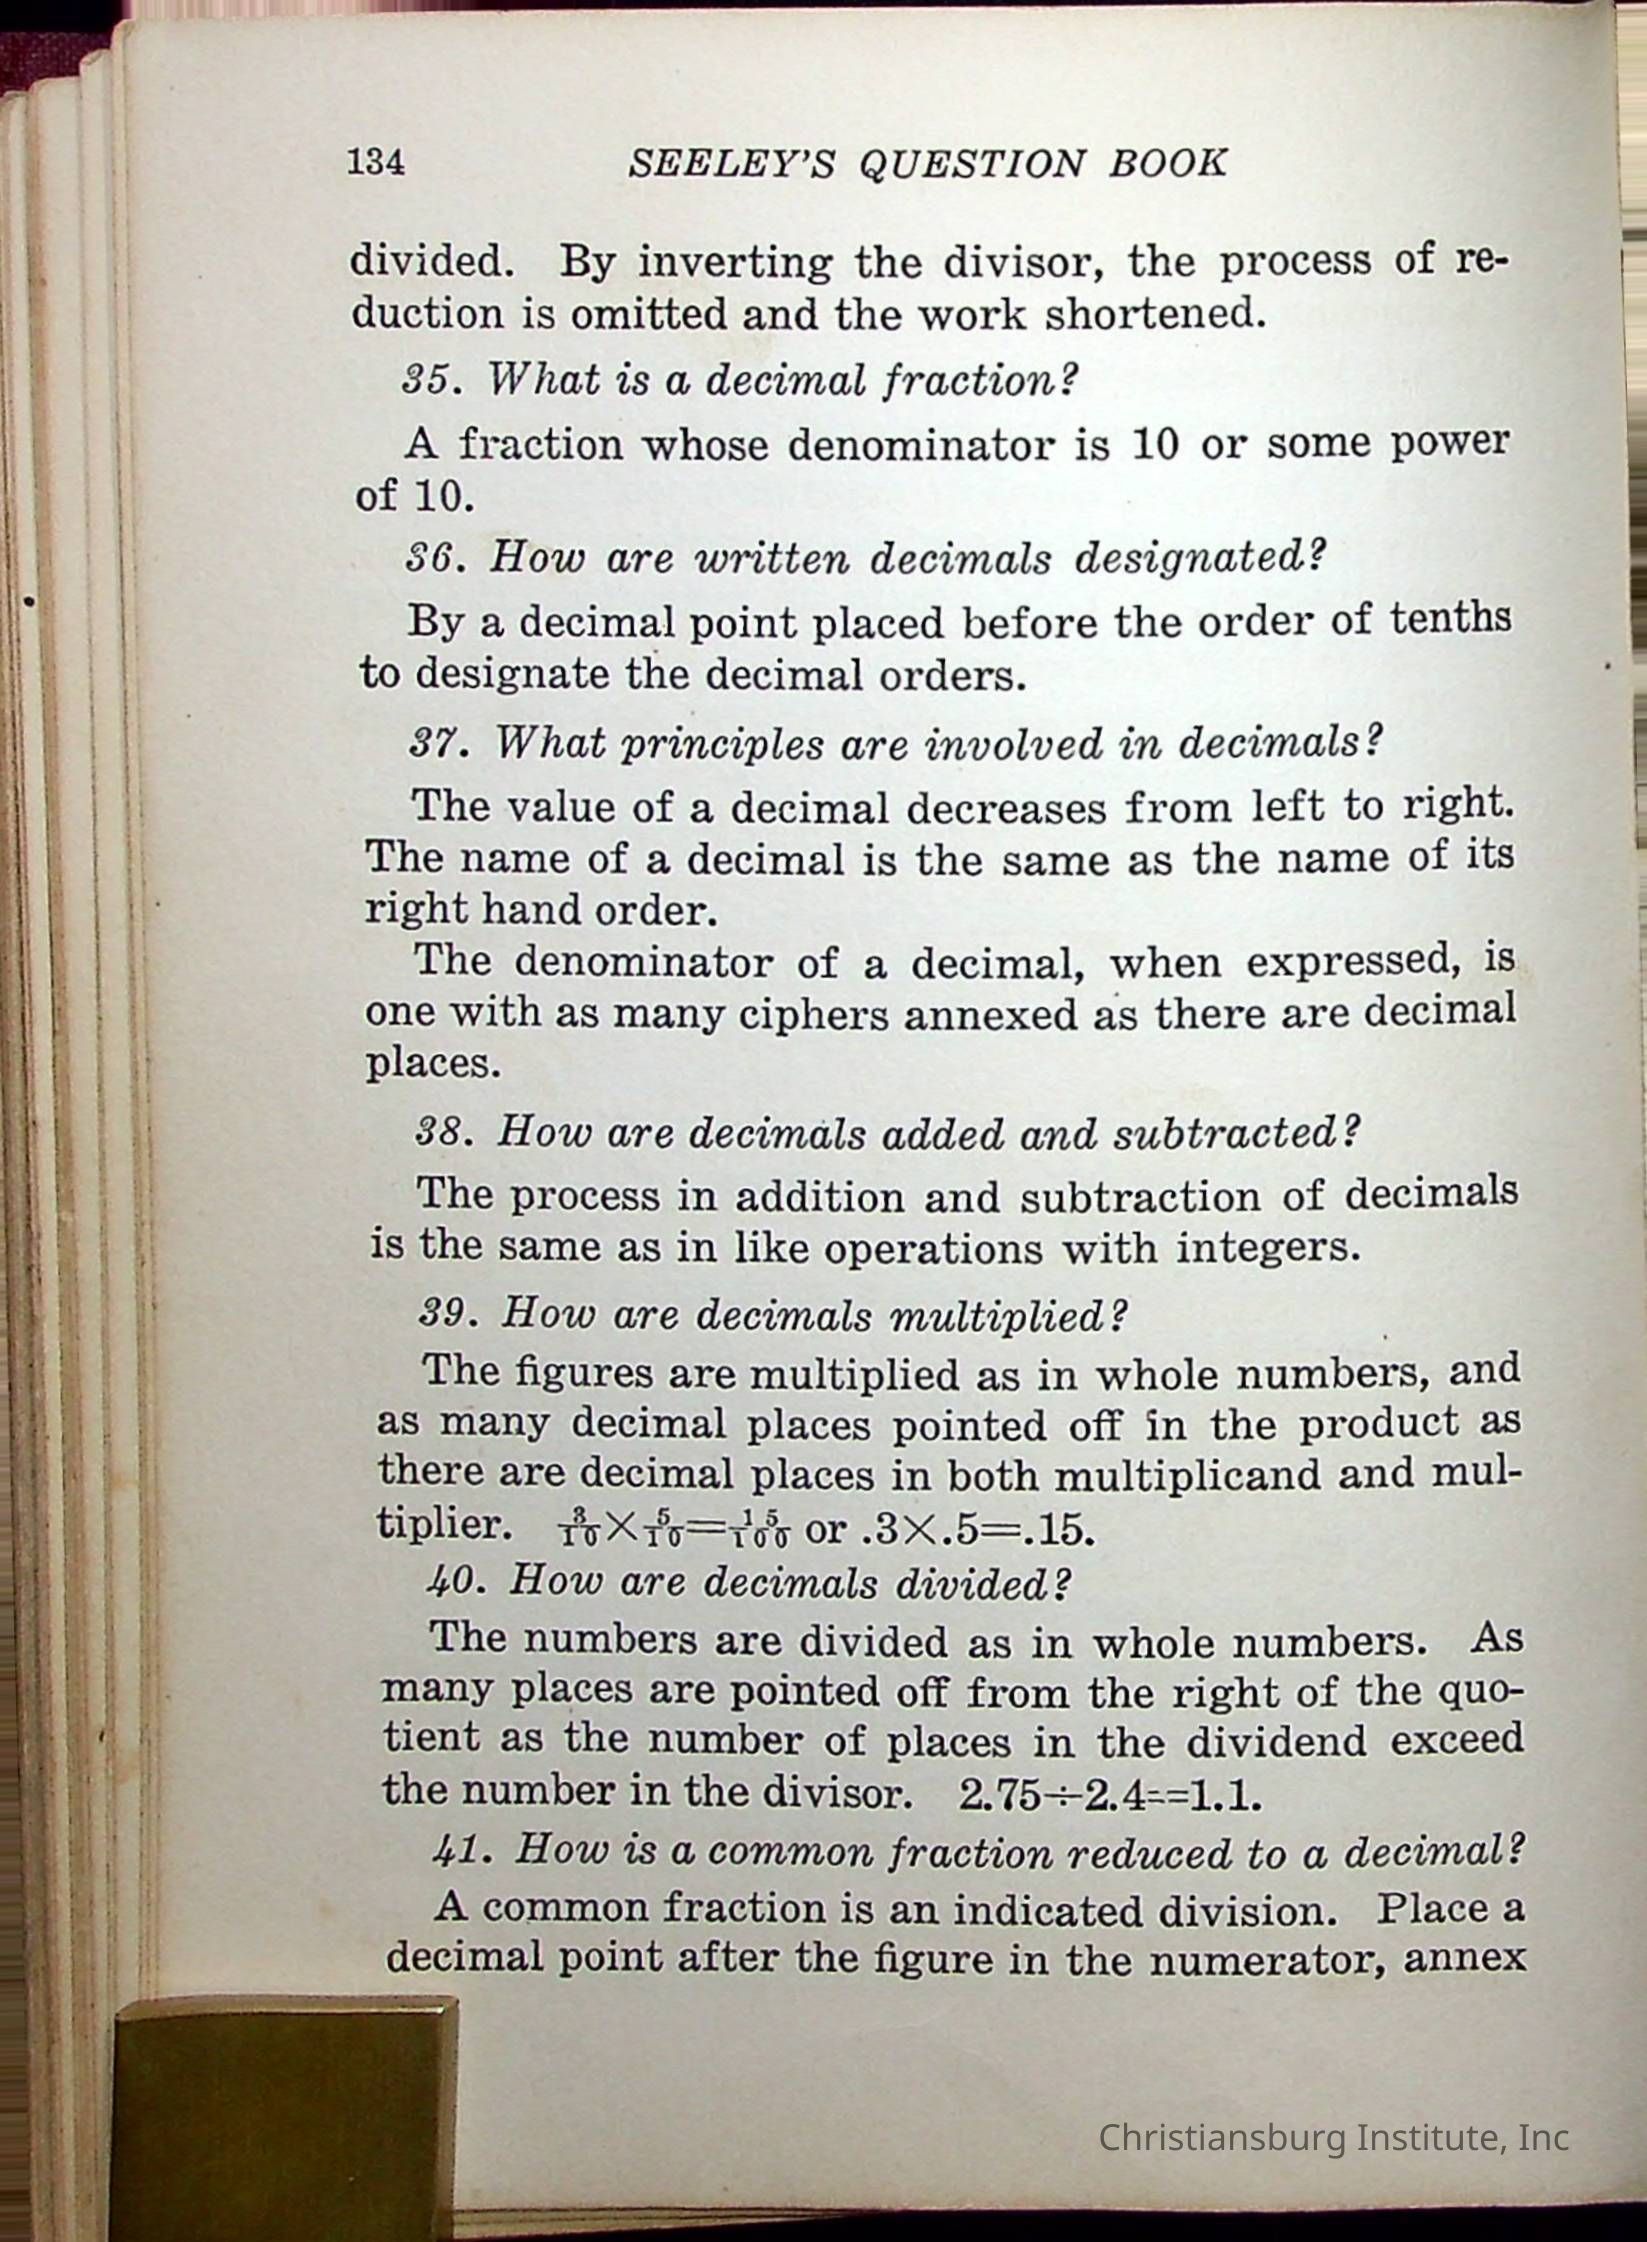 134 SEELEY'S QUESTION BOOK
divided. By inverting the divisor, the process of re-
duction is omitted and the work shortened.
35. What is a decimal fraction?
A fraction whose denominator is 10 or some power
of 10.
36. How are written decimals designated?
By a decimal point placed before the order of tenths
to designate the decimal orders.
37. What principles are involved in decimals?
The value of a decimal decreases from left to right.
The name of a decimal is the same as the name of its
right hand order.
The denominator of a decimal, when expressed, is
one with as many ciphers annexed as there are decimal
places.
38. How are decimals added and subtracted?
The process in addition and subtraction of decimals
is the same as in like operations with integers.
39. How are decimals multiplied?
The figures are multiplied as in whole numbers, and
as many decimal places pointed off in the product as
there are decimal places in both multiplicand and mul-
tiplier. 3/10×5/10=15/100 or .3×.5=.15.
40. How are decimals divided?
The numbers are divided as in whole numbers. As
many places are pointed off from the right of the quo-
tient as the number of places in the dividend exceed
the number in the divisor. 2.75÷2.4==1.1.
41. How is a common fraction reduced to a decimal?
A common fraction is an indicated division. Place a
decimal point after the figure in the numerator, annex
Christiansburg Institute, Inc